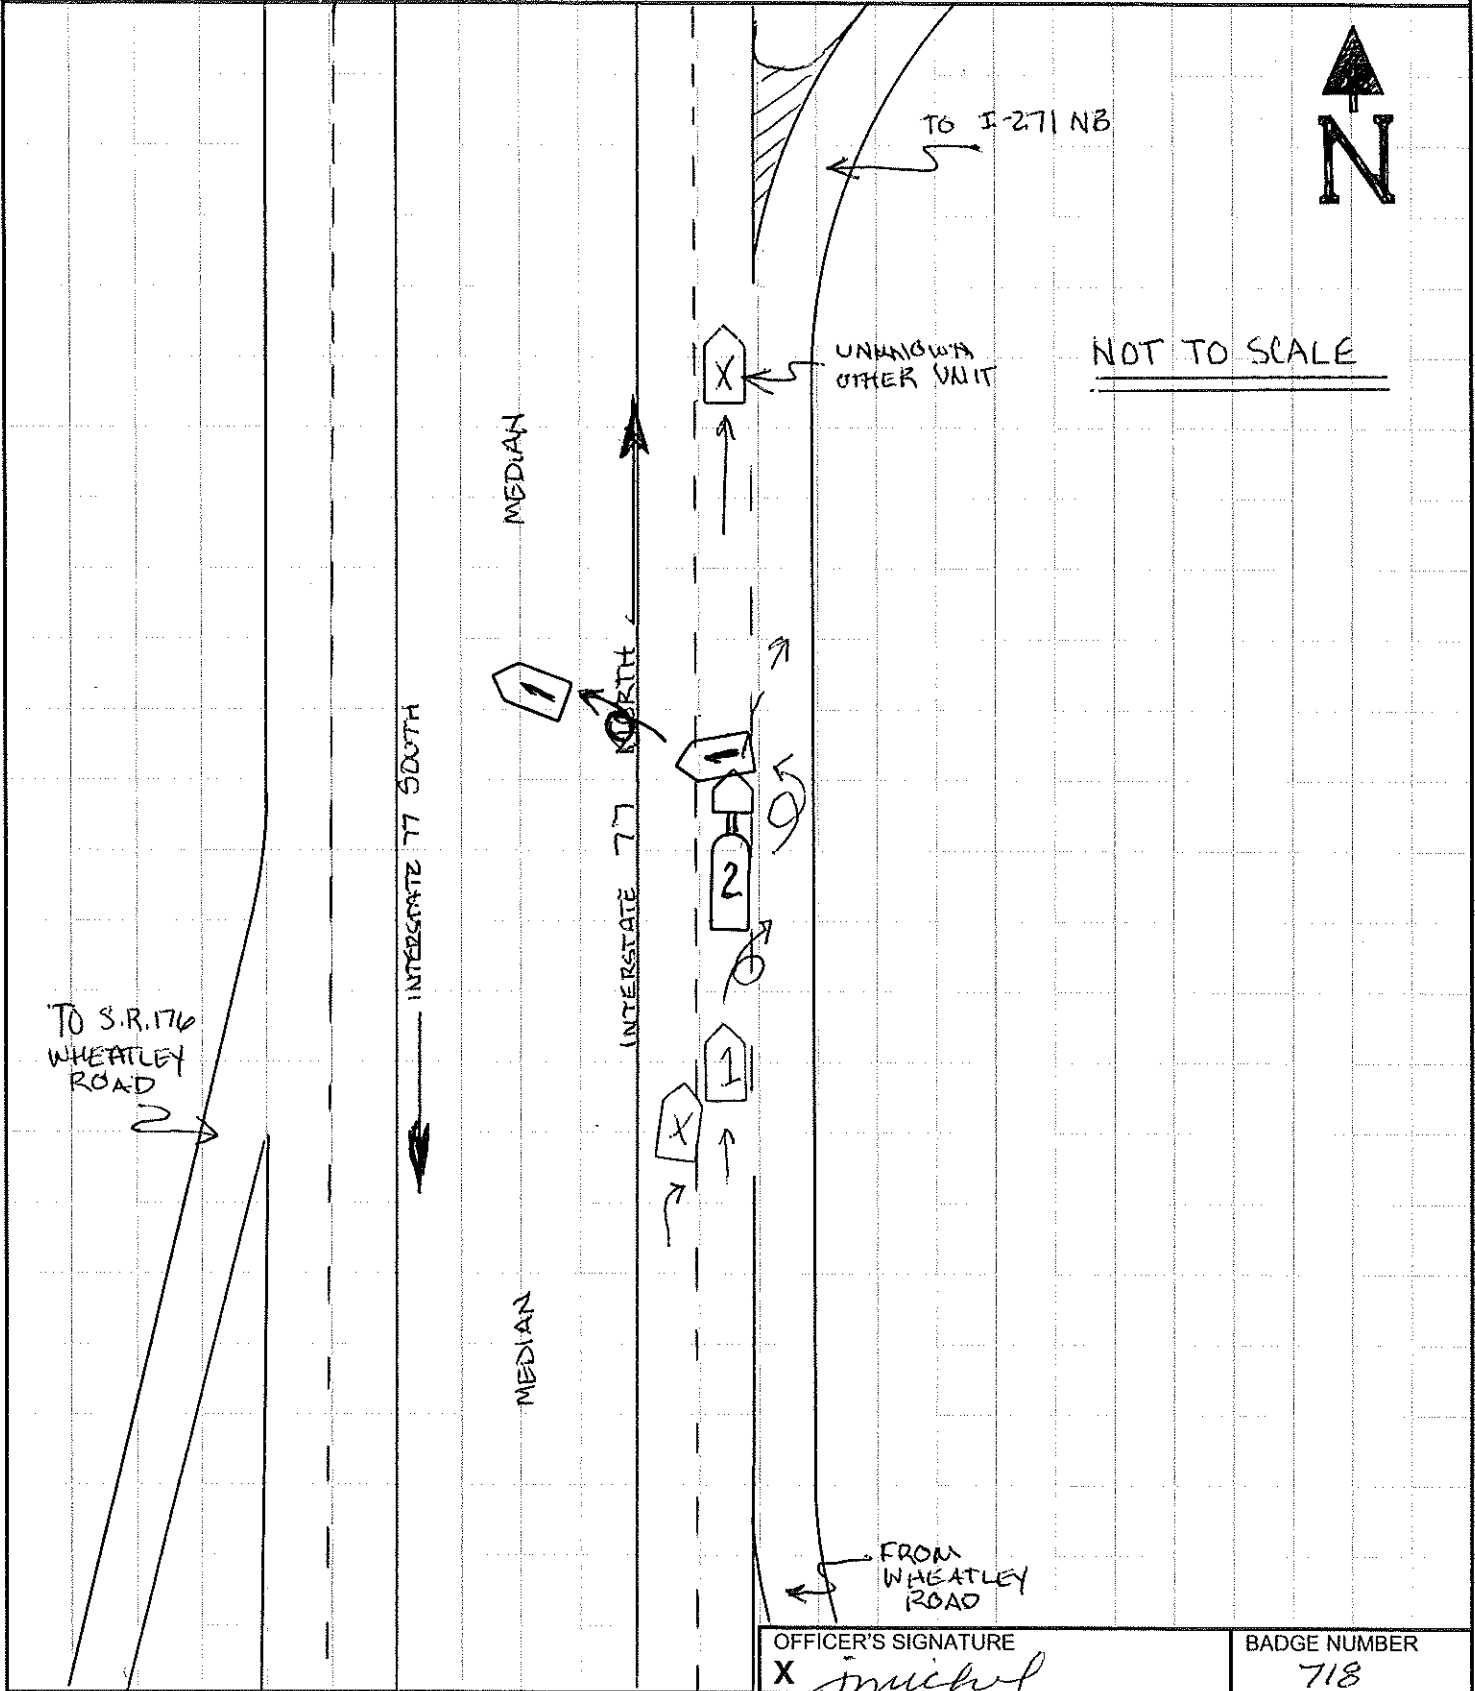 TO I-271 NB
N
UNKNOWN
OTHER UNIT
NOT TO SCALE
X
MEDIAN
1
1
INTERSTATE 77 NORTH
INTERSTATE 77 SOUTH
2
TO S.R. 176
WHEATLEY
ROAD
1
X
MEDIAN
FROM
WHEATLEY
ROAD
OFFICER'S SIGNATURE
BADGE NUMBER
X
718